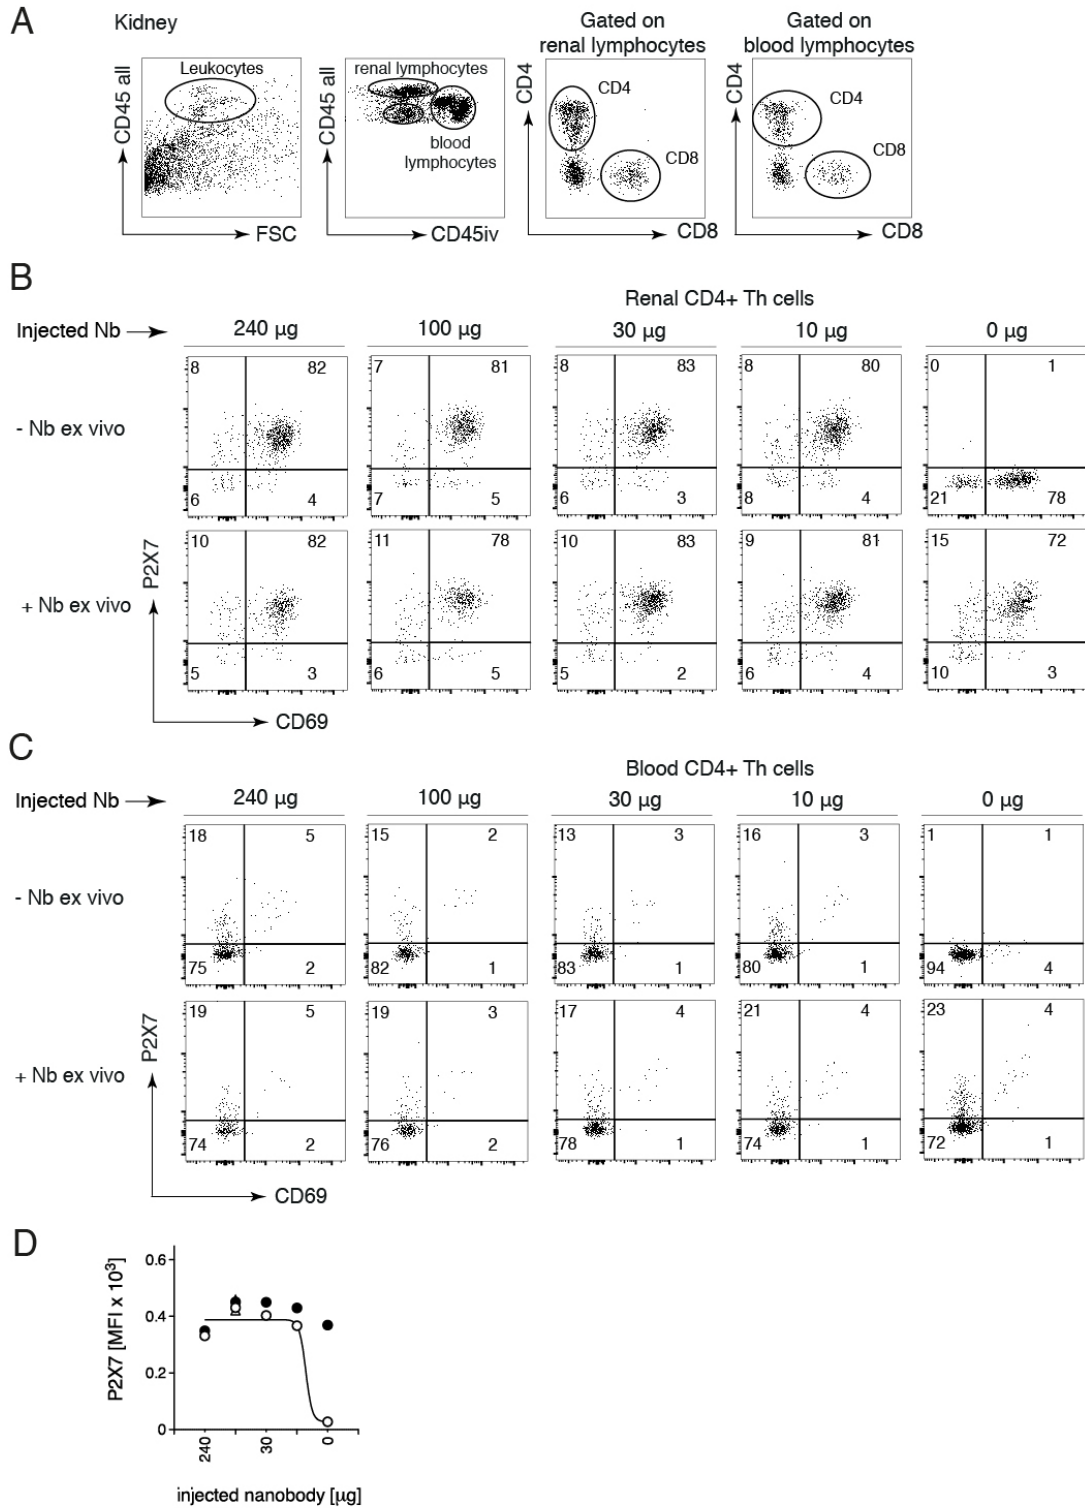 A
Kidney
Gated on
renal lymphocytes
Gated on
blood lymphocytes
CD45 all
Leukocytes
FSC
CD45 all
renal lymphocytes
blood
lymphocytes
CD45iv
CD4
CD4
CD8
CD8
CD4
CD4
CD8
CD8
B
Renal CD4+ Th cells
Injected Nb
240 µg
100 µg
30 µg
10 µg
0 µg
- Nb ex vivo
8 82
6 4
7 81
7 5
8 83
6 3
8 80
8 4
0 1
21 78
+ Nb ex vivo
10 82
5 3
11 78
6 5
10 83
5 2
9 81
6 4
15 72
10 3
P2X7
CD69
C
Blood CD4+ Th cells
Injected Nb
240 µg
100 µg
30 µg
10 µg
0 µg
- Nb ex vivo
18 5
75 2
15 2
82 1
13 3
83 1
16 3
80 1
1 1
94 4
+ Nb ex vivo
19 5
74 2
19 3
76 2
17 4
78 1
21 4
74 1
23 4
72 1
P2X7
CD69
D
P2X7 [MFI x 10³]
0.6
0.4
0.2
0
240
30
0
injected nanobody [µg]